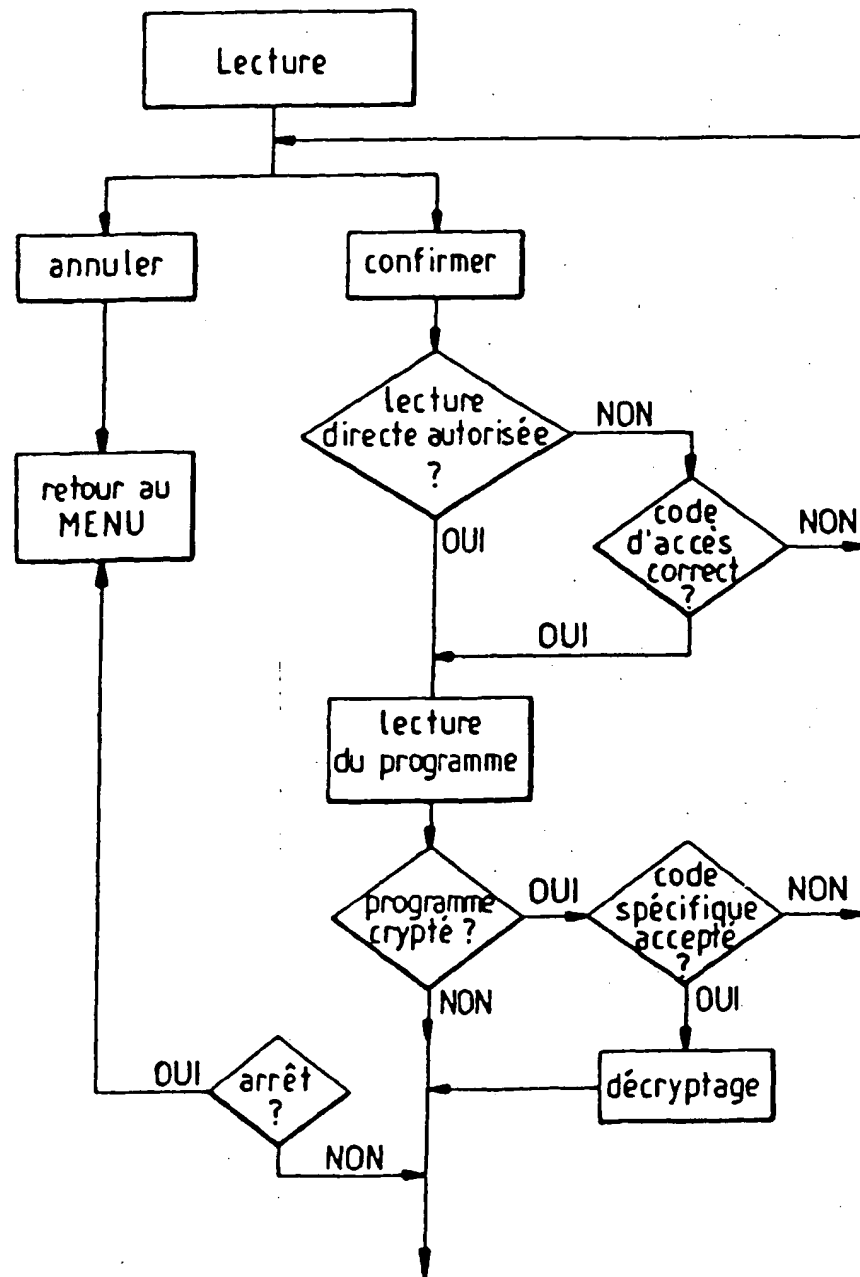 Lecture
annuler
confirmer
lecture
directe autorisée
?
NON
retour au
MENU
code
d'accès
correct
?
NON
OUI
OUI
lecture
du programme
programme
crypté ?
OUI
code
spécifique
accepté
?
NON
NON
OUI
OUI
arrêt
?
décryptage
NON